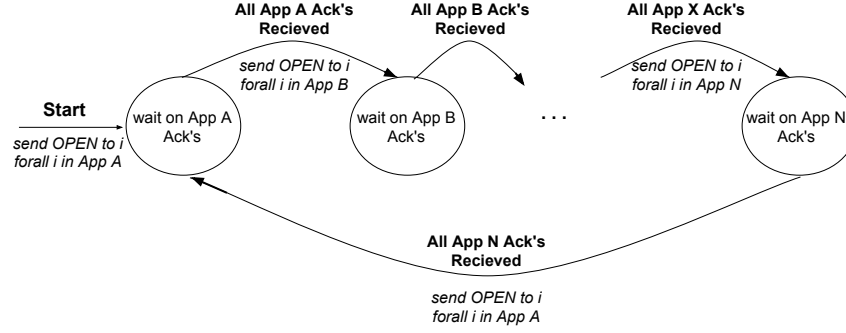 All App A Ack's
Recieved
All App B Ack's
Recieved
All App X Ack's
Recieved
send OPEN to i
forall i in App B
send OPEN to i
forall i in App N
Start
send OPEN to i
forall i in App A
wait on App A
Ack's
wait on App B
Ack's
. . .
wait on App N
Ack's
All App N Ack's
Recieved
send OPEN to i
forall i in App A